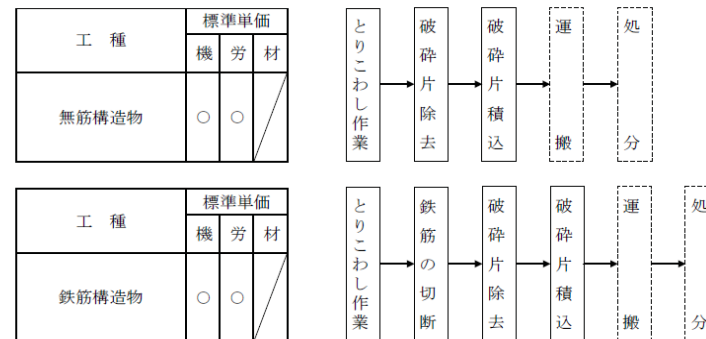 工 種
標準単価
機 労 材
無筋構造物
○ ○
とりこわし作業
破砕片除去
破砕片積込
運搬
処分
工 種
標準単価
機 労 材
鉄筋構造物
○ ○
とりこわし作業
鉄筋の切断
破砕片除去
破砕片積込
運搬
処分